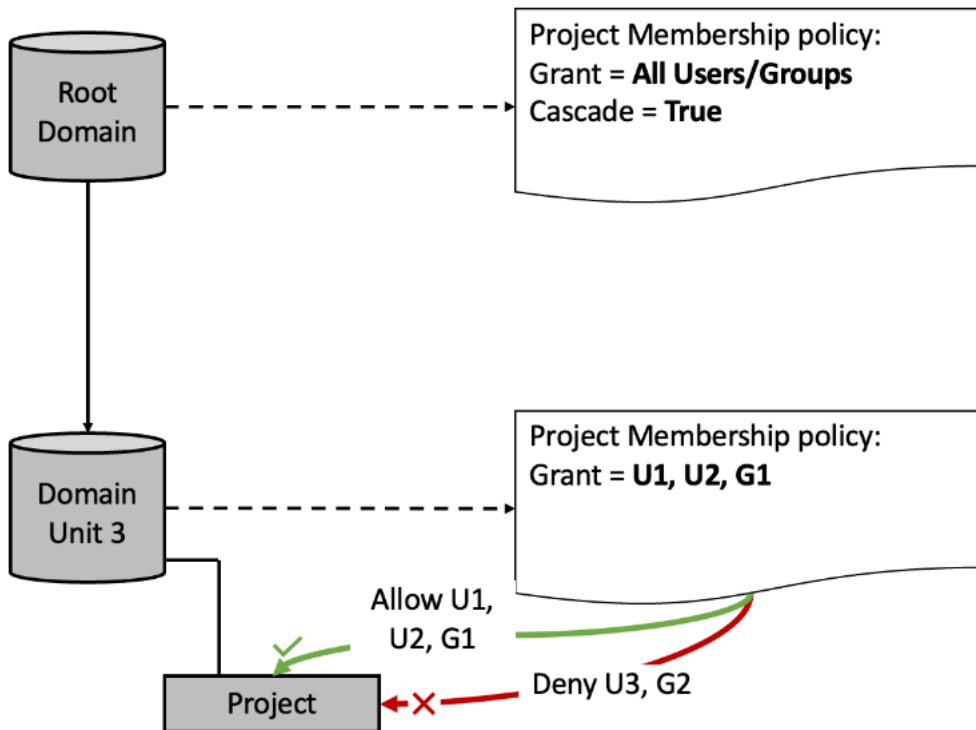 Root
Domain
Project Membership policy:
Grant = All Users/Groups
Cascade = True
Domain
Unit 3
Project Membership policy:
Grant = U1, U2, G1
Allow U1,
U2, G1
Deny U3, G2
Project